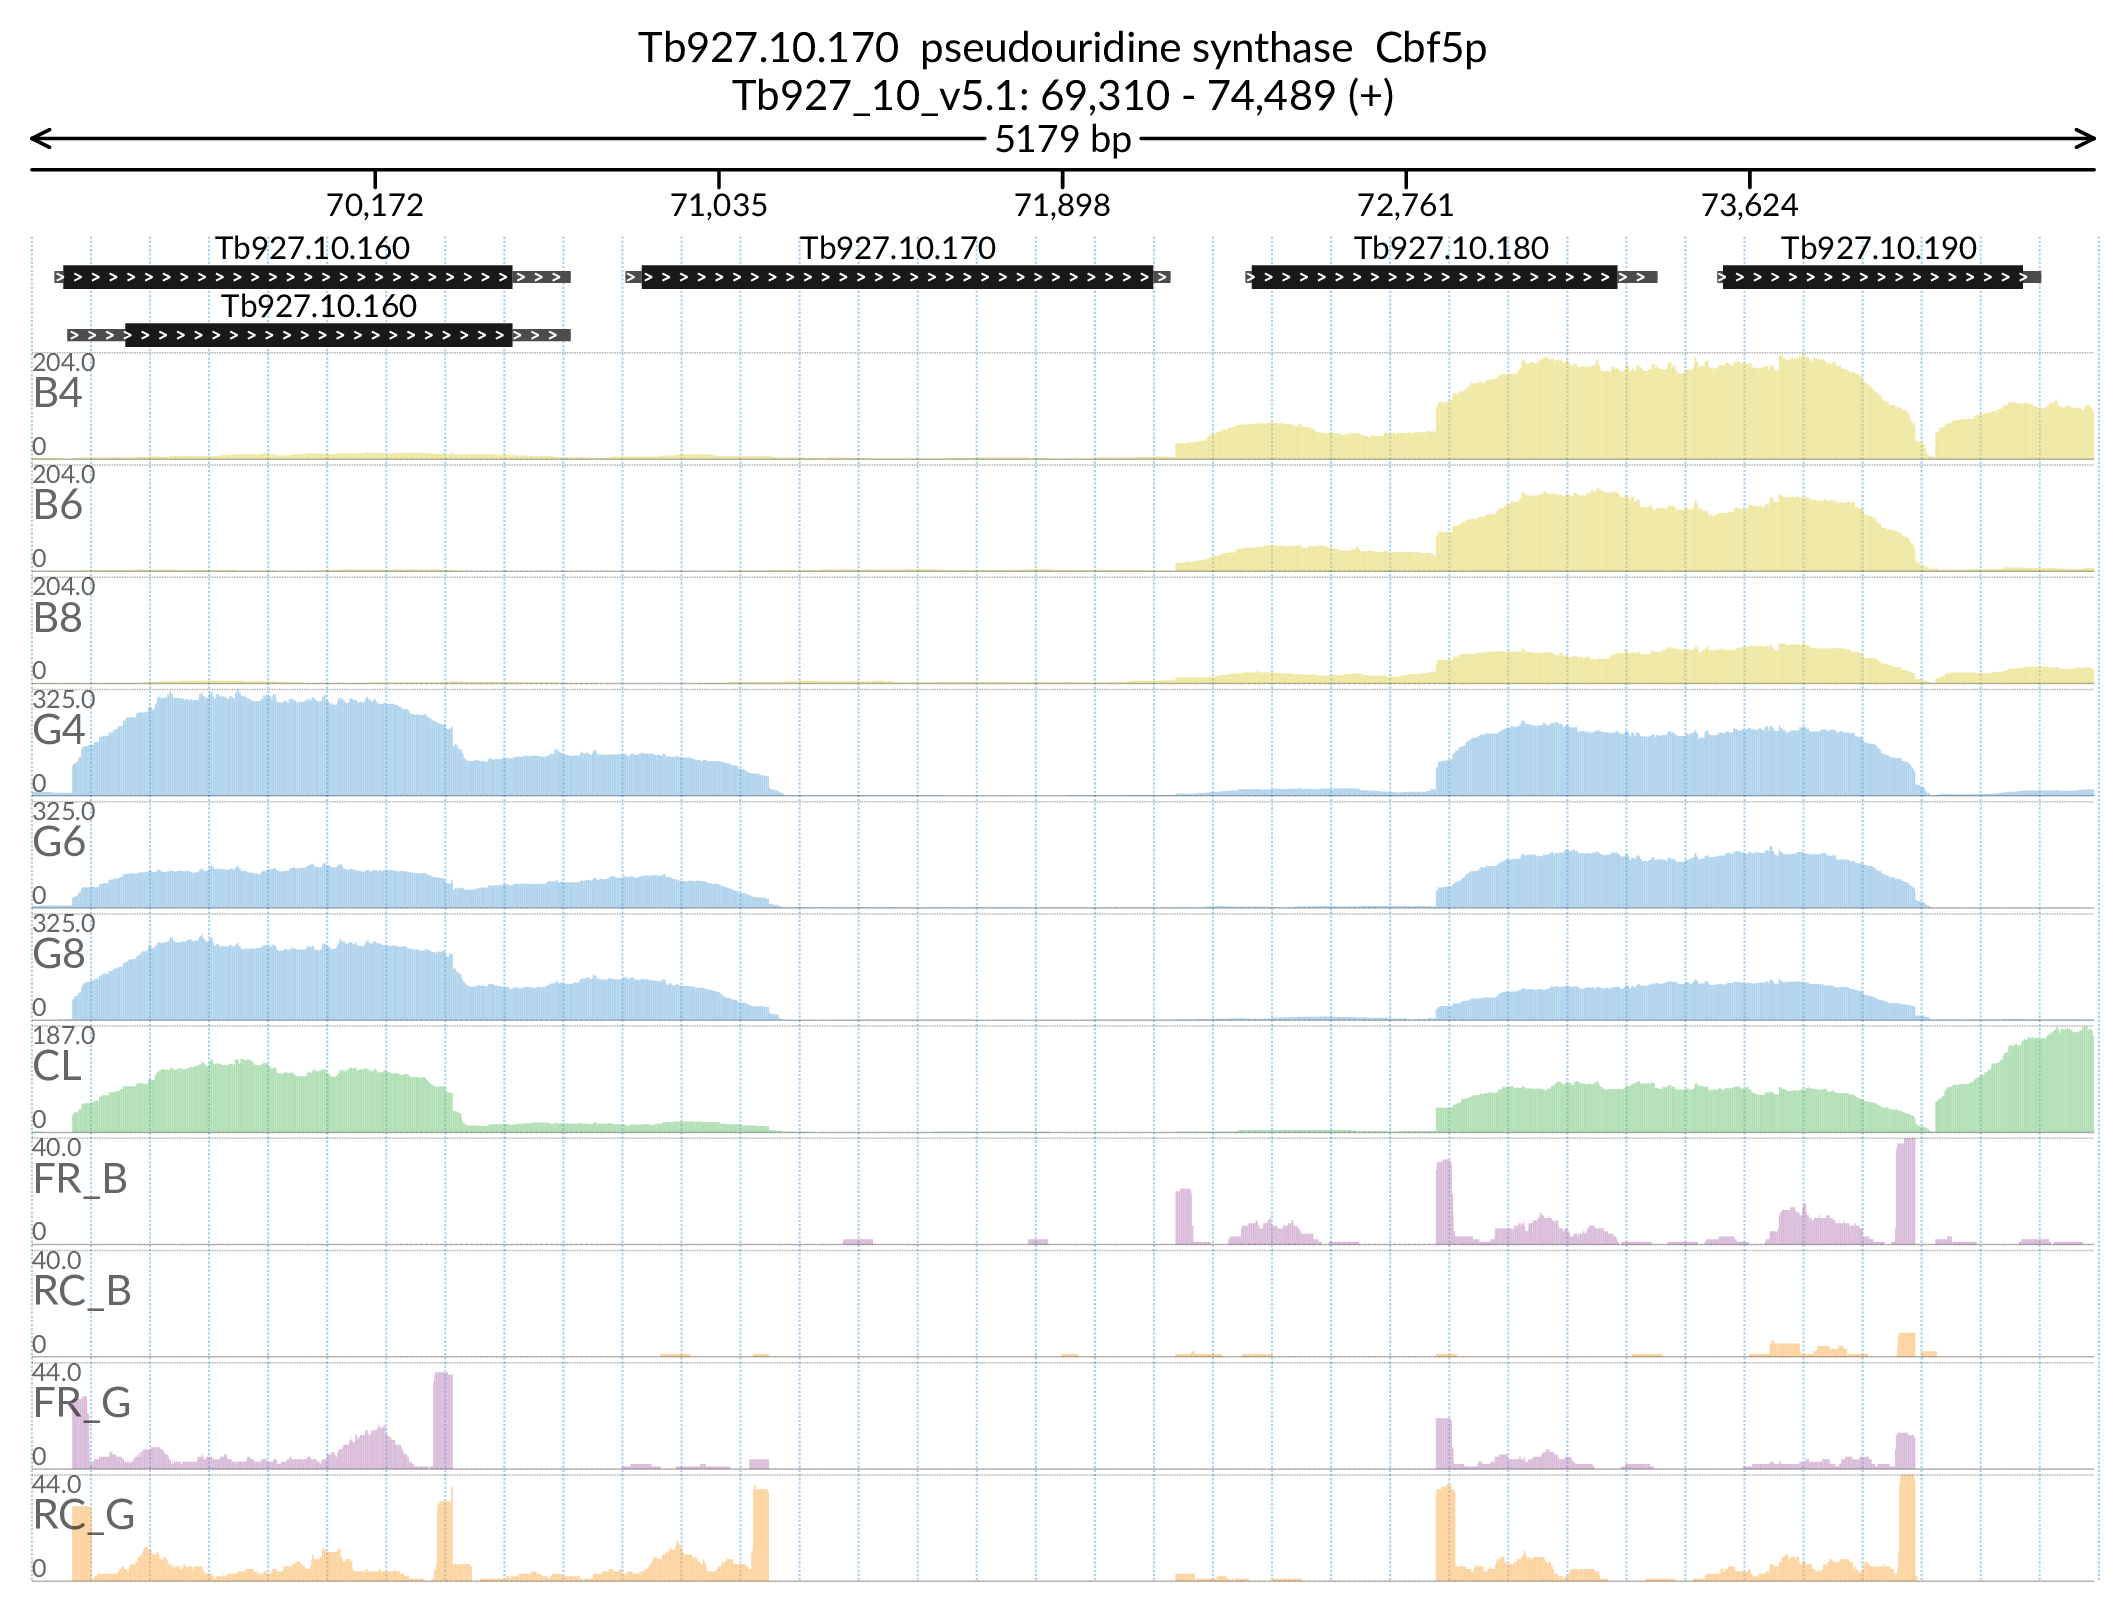 Tb927.10.170 pseudouridine synthase Cbf5p
Tb927_10_v5.1: 69,310 - 74,489 (+)
5179 bp
70,172 71,035 71,898 72,761 73,624
Tb927.10.160 Tb927.10.170 Tb927.10.180 Tb927.10.190
Tb927.10.160
204.0
B4
0
204.0
B6
0
204.0
B8
0
325.0
G4
0
325.0
G6
0
325.0
G8
0
187.0
CL
0
40.0
FR_B
0
40.0
RC_B
0
44.0
FR_G
0
44.0
RC_G
0